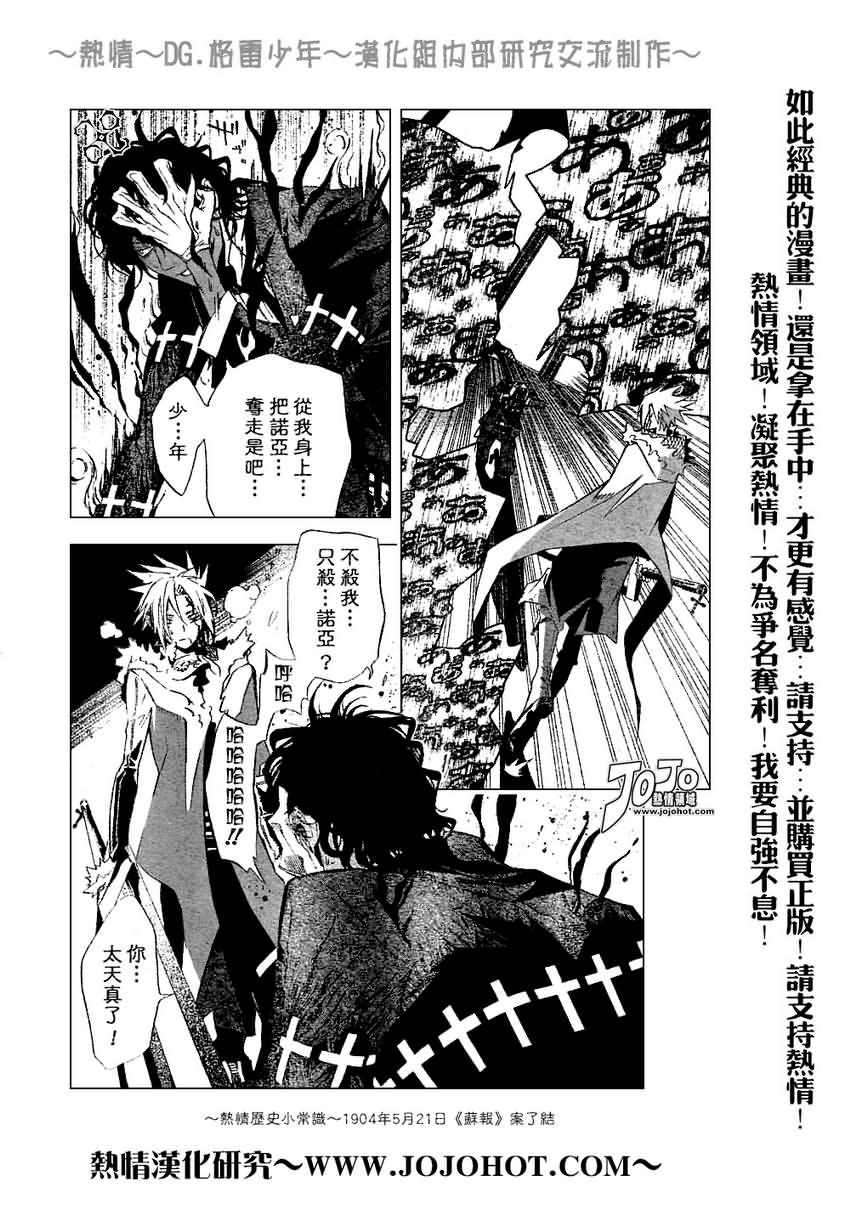 ～熱情～DG.格雷少年～漢化組内部研究交流制作～
如此經典的漫畫！還是拿在手中…才更有感覺…請支持…並購買正版！請支持熱情！
熱情領域！凝聚熱情！不為爭名奪利！我要自強不息！
あああああ
從我身上…
把諾亞…
奪走是吧…
少…年
不殺我…
只殺…諾亞？
呼哈
哈哈哈哈哈!!
你…
太天真了！
JOJO
熱情領域
www.jojohot.com
～熱情歷史小常識～1904年5月21日《蘇報》案了結
熱情漢化研究～WWW.JOJOHOT.COM～